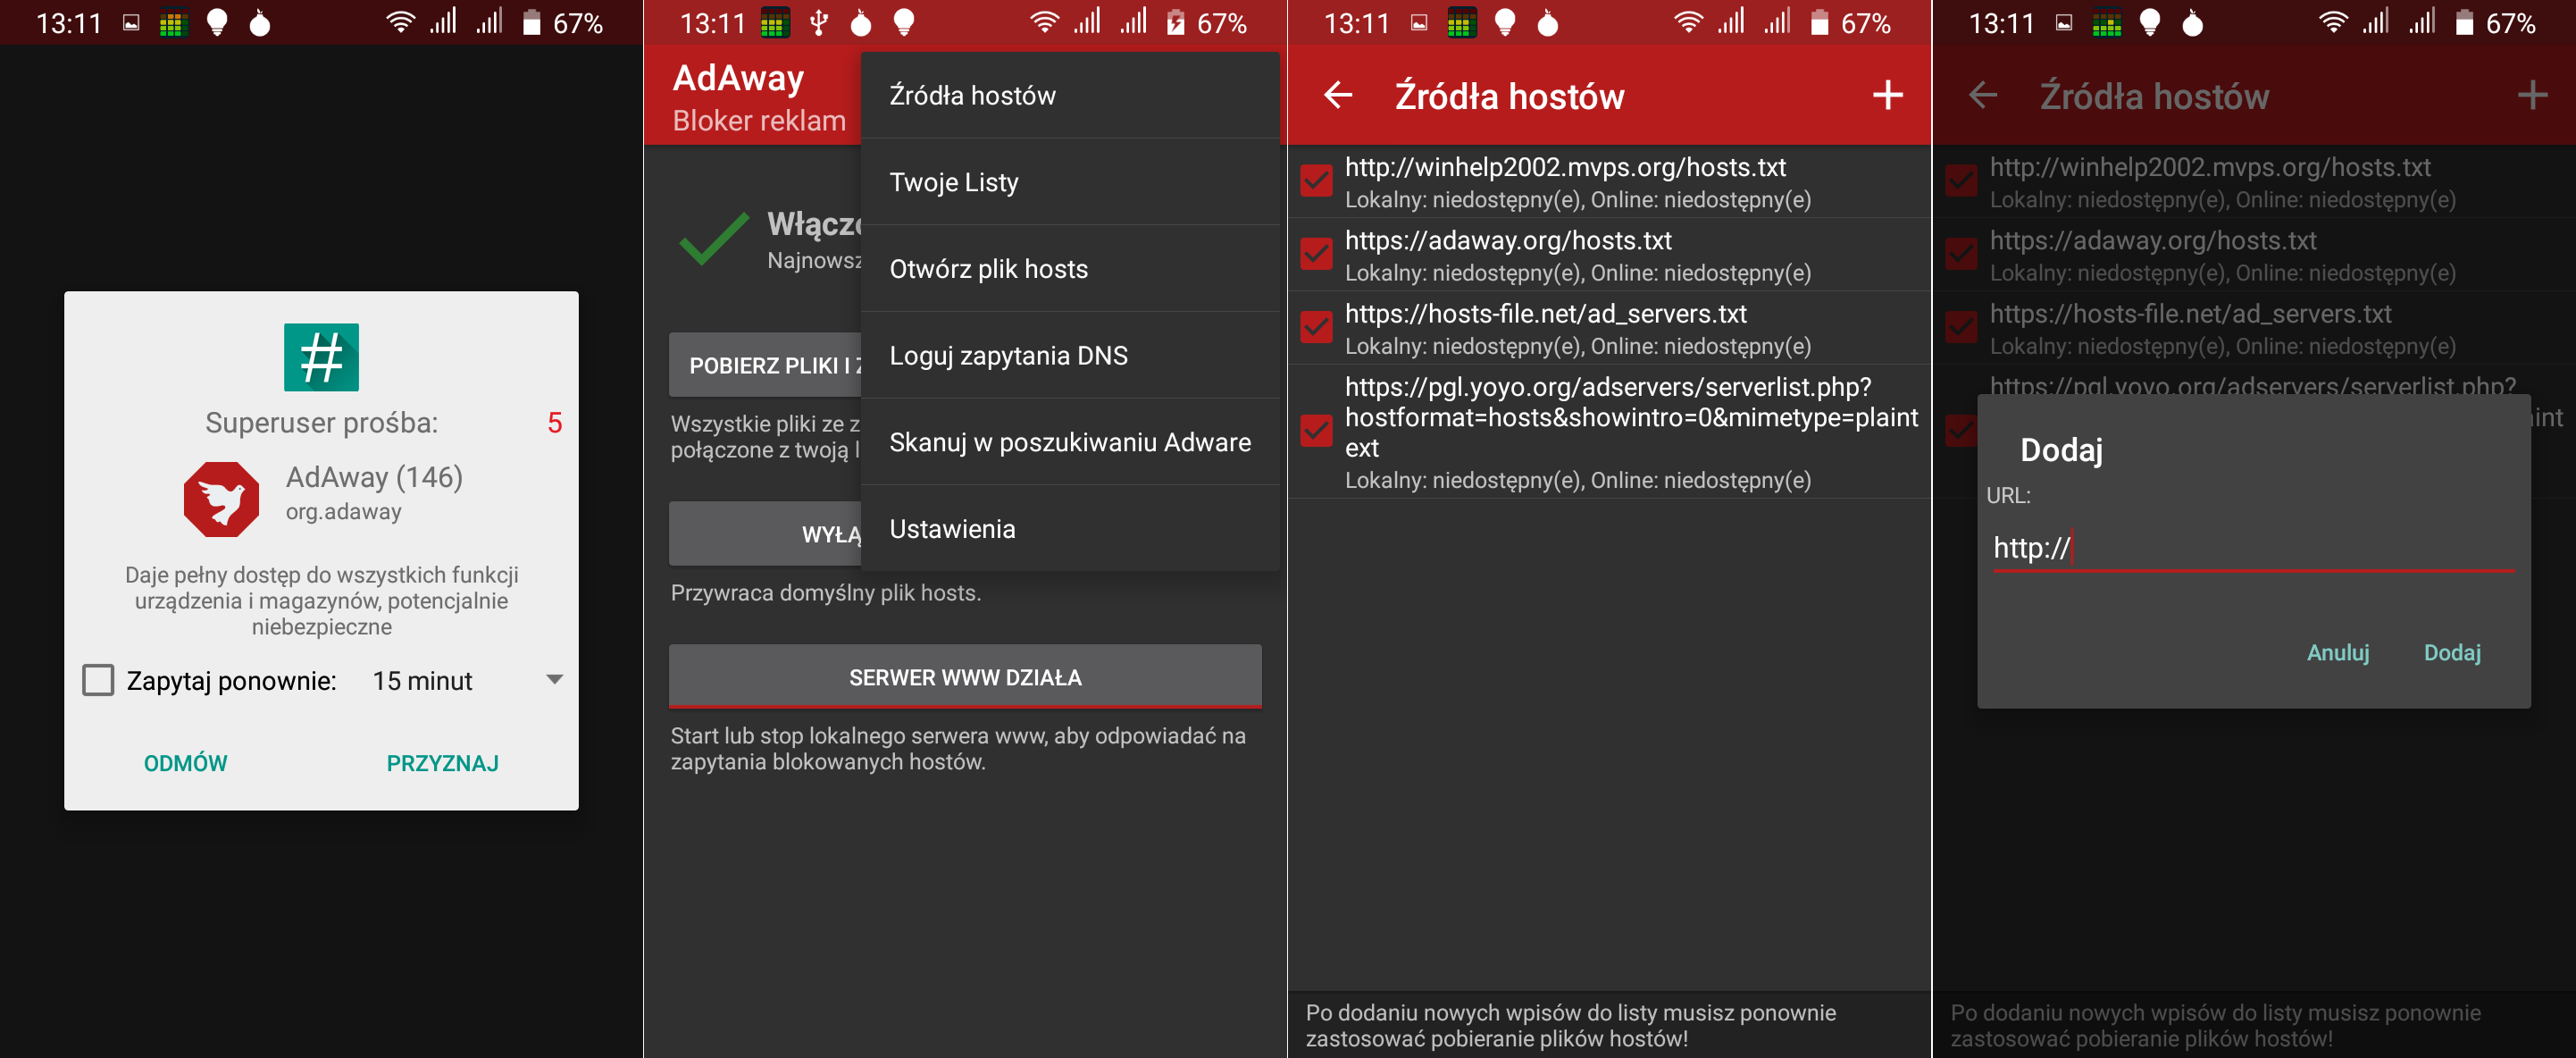 13:11 67%
Superuser prośba: 5
AdAway (146)
org.adaway
Daje pełny dostęp do wszystkich funkcji
urządzenia i magazynów, potencjalnie
niebezpieczne
Zapytaj ponownie: 15 minut
ODMÓW PRZYZNAJ
13:11 67%
AdAway
Bloker reklam
Źródła hostów
Twoje Listy
Otwórz plik hosts
Loguj zapytania DNS
Skanuj w poszukiwaniu Adware
Ustawienia
POBIERZ PLIKI I
Wszystkie pliki ze
połączone z twoją
Przywraca domyślny plik hosts.
SERWER WWW DZIAŁA
Start lub stop lokalnego serwera www, aby odpowiadać na
zapytania blokowanych hostów.
13:11 67%
Źródła hostów
http://winhelp2002.mvps.org/hosts.txt
Lokalny: niedostępny(e), Online: niedostępny(e)
https://adaway.org/hosts.txt
Lokalny: niedostępny(e), Online: niedostępny(e)
https://hosts-file.net/ad_servers.txt
Lokalny: niedostępny(e), Online: niedostępny(e)
https://pgl.yoyo.org/adservers/serverlist.php?
hostformat=hosts&showintro=0&mimetype=plaint
ext
Lokalny: niedostępny(e), Online: niedostępny(e)
Po dodaniu nowych wpisów do listy musisz ponownie
zastosować pobieranie plików hostów!
13:11 67%
Źródła hostów
http://winhelp2002.mvps.org/hosts.txt
Lokalny: niedostępny(e), Online: niedostępny(e)
https://adaway.org/hosts.txt
Lokalny: niedostępny(e), Online: niedostępny(e)
https://hosts-file.net/ad_servers.txt
Lokalny: niedostępny(e), Online: niedostępny(e)
https://pgl.yoyo.org/adservers/serverlist.php?
Dodaj
URL:
http://
Anuluj Dodaj
Po dodaniu nowych wpisów do listy musisz ponownie
zastosować pobieranie plików hostów!